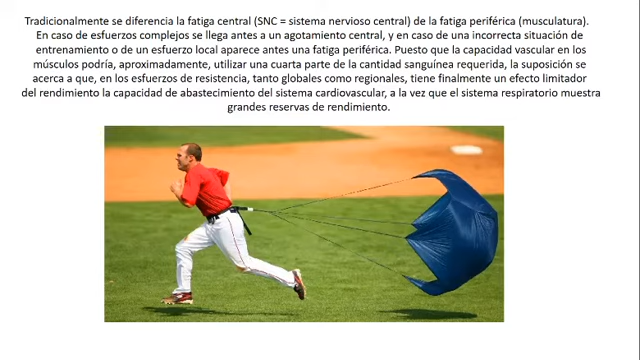 Tradicionalmente se diferencia la fatiga central (SNC = sistema nervioso central) de la fatiga periférica (musculatura).
En caso de esfuerzos complejos se llega antes a un agotamiento central, y en caso de una incorrecta situación de
entrenamiento o de un esfuerzo local aparece antes una fatiga periférica. Puesto que la capacidad vascular en los
músculos podría, aproximadamente, utilizar una cuarta parte de la cantidad sanguínea requerida, la suposición se
acerca a que, en los esfuerzos de resistencia, tanto globales como regionales, tiene finalmente un efecto limitador
del rendimiento la capacidad de abastecimiento del sistema cardiovascular, a la vez que el sistema respiratorio muestra
grandes reservas de rendimiento.